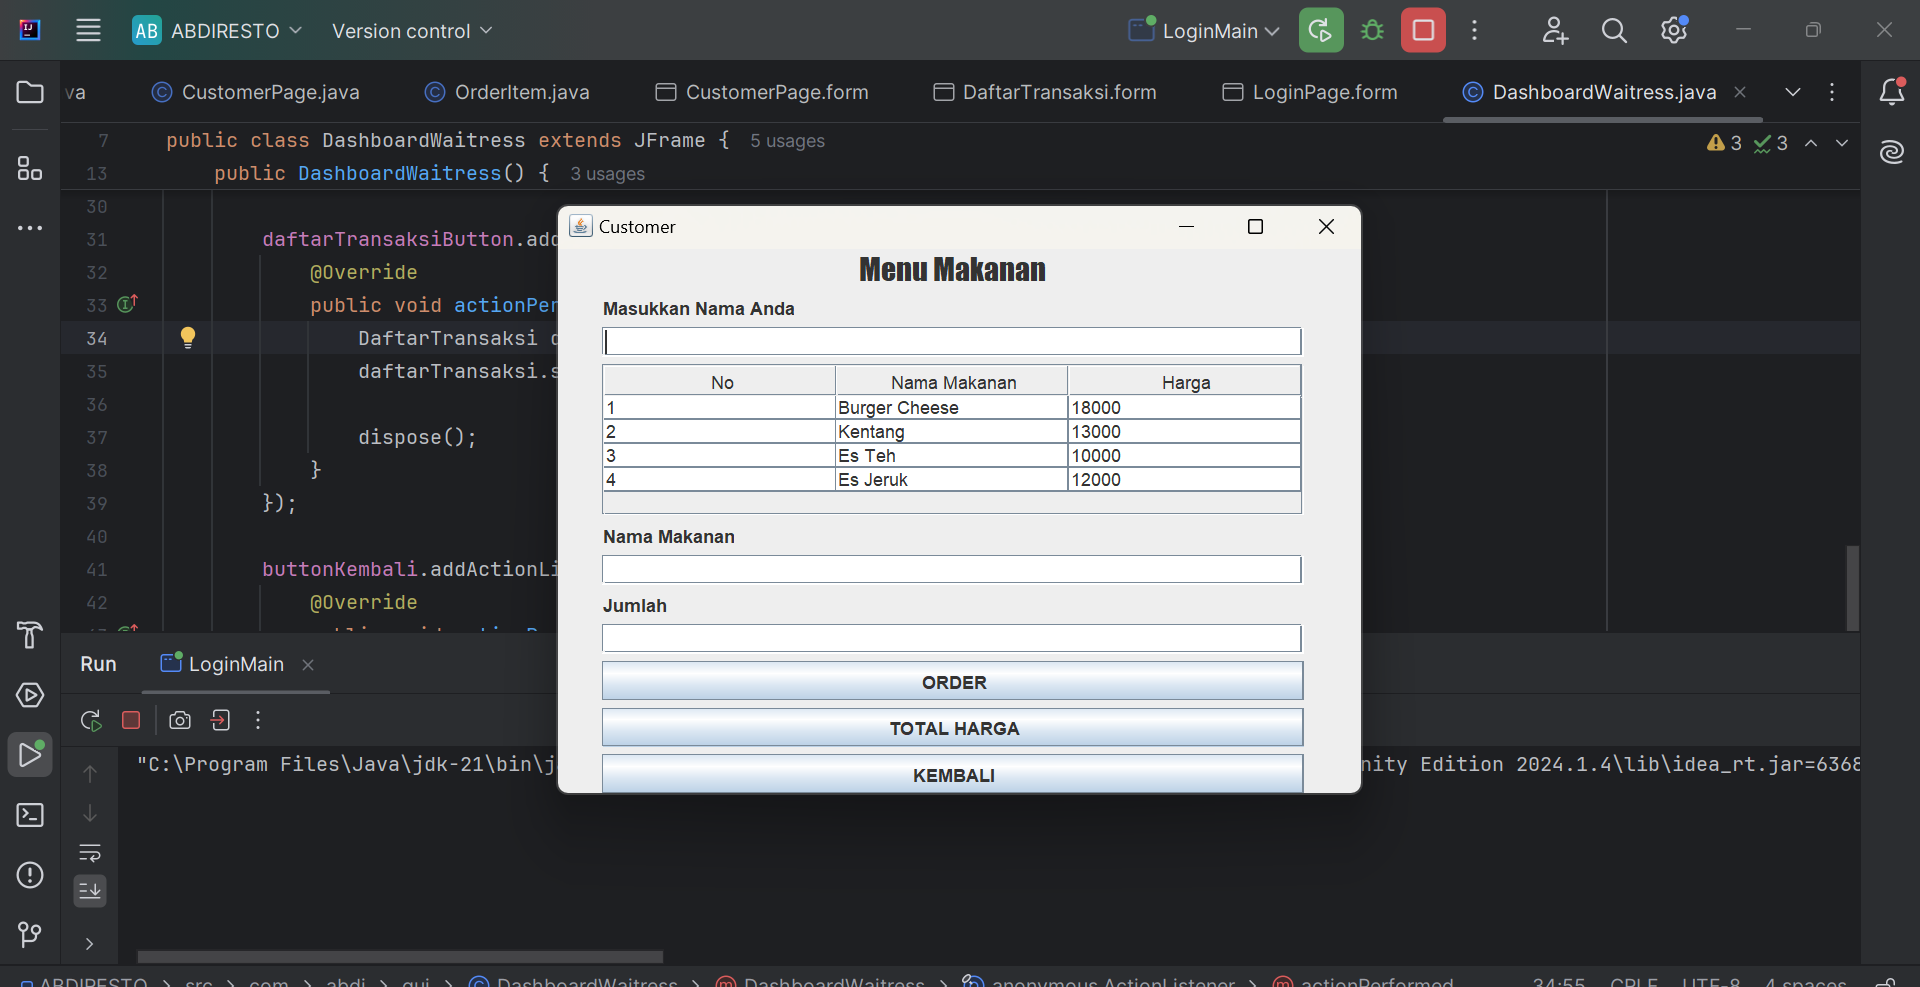 AB ABDIRESTO Version control LoginMain
va CustomerPage.java OrderItem.java CustomerPage.form DaftarTransaksi.form LoginPage.form DashboardWaitress.java
7 public class DashboardWaitress extends JFrame { 5 usages 3 3
13 public DashboardWaitress() { 3 usages
30
31 daftarTransaksiButton.add
32 @Override
33 public void actionPer
34 DaftarTransaksi d
35 daftarTransaksi.s
36
37 dispose();
38 }
39 });
40
41 buttonKembali.addActionLi
42 @Override
Customer
Menu Makanan
Masukkan Nama Anda
No Nama Makanan Harga
1 Burger Cheese 18000
2 Kentang 13000
3 Es Teh 10000
4 Es Jeruk 12000
Nama Makanan
Jumlah
ORDER
TOTAL HARGA
KEMBALI
Run LoginMain
"C:\Program Files\Java\jdk-21\bin\j
nity Edition 2024.1.4\lib\idea_rt.jar=6368
ABDIRESTO > src > com > abdi > gui > DashboardWaitress > DashboardWaitress > anonymous ActionListener > actionPerformed 34:55 CRLF UTF-8 4 spaces